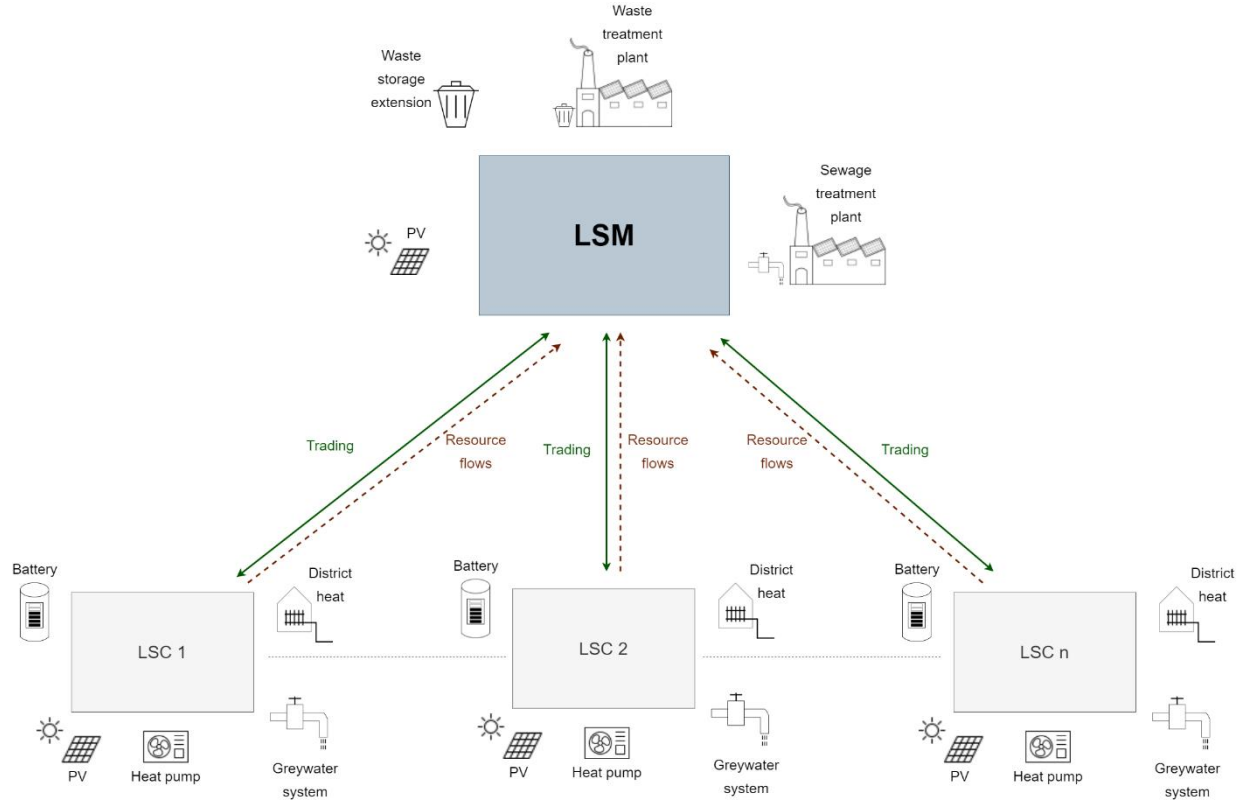 Waste
treatment
plant
Waste
storage
extension
Sewage
treatment
plant
LSM
PV
Trading
Resource
flows
Trading
Resource
flows
Resource
flows
Trading
Battery
District
heat
LSC 1
PV
Heat pump
Greywater
system
Battery
District
heat
LSC 2
PV
Heat pump
Greywater
system
Battery
District
heat
LSC n
PV
Heat pump
Greywater
system